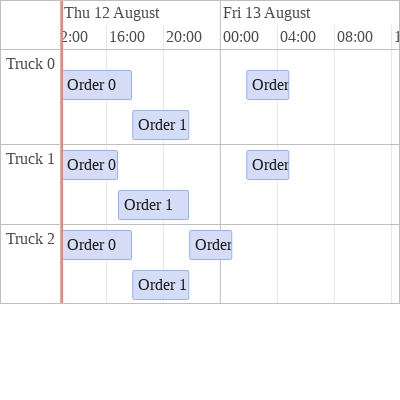 Thu 12 August Fri 13 August
2:00 16:00 20:00 00:00 04:00 08:00 1
Truck 0
Order 0 Order
Order 1
Truck 1
Order 0 Order
Order 1
Truck 2
Order 0 Order
Order 1